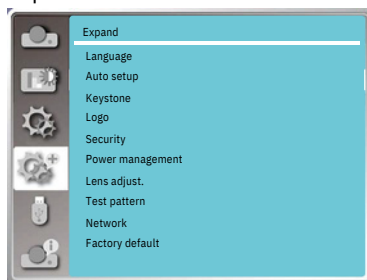 Expand
Language
Auto setup
Keystone
Logo
Security
Power management
Lens adjust.
Test pattern
Network
Factory default